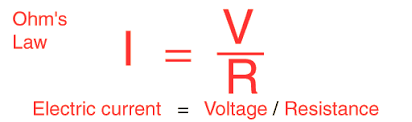 Ohm's
Law
I = V
R
Electric current = Voltage / Resistance